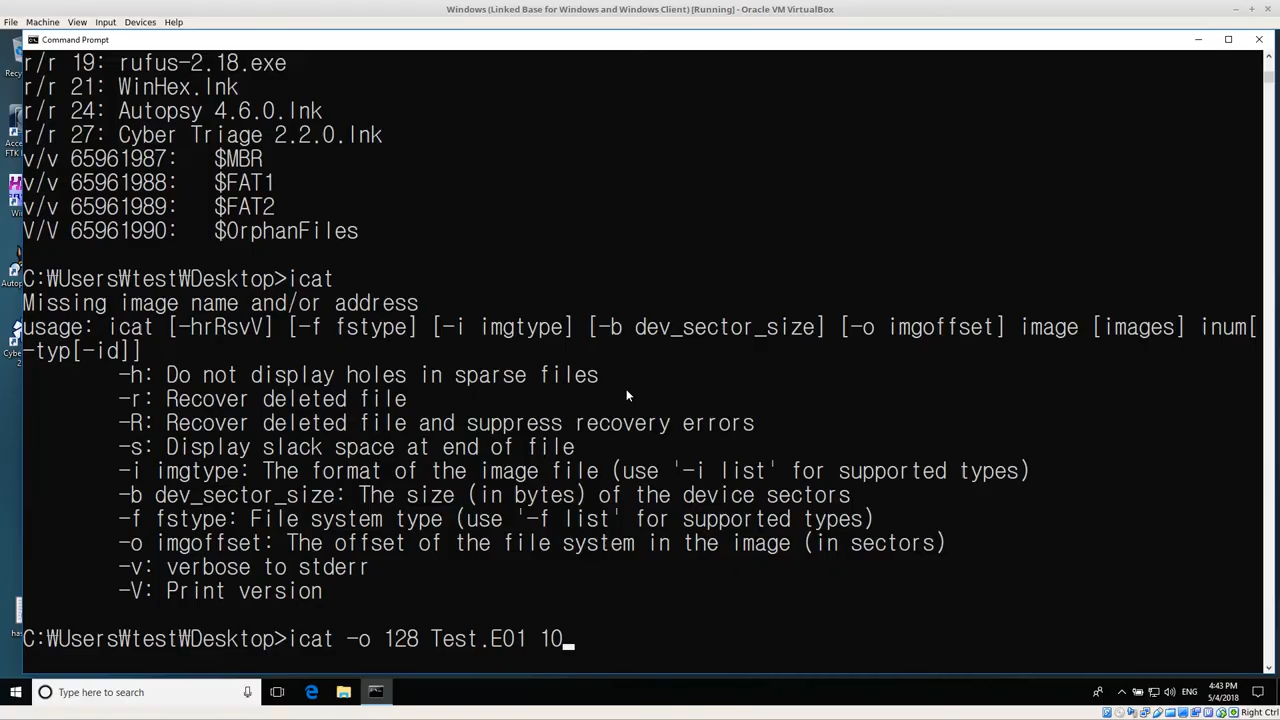 Windows (Linked Base for Windows and Windows Client) [Running] - Oracle VM VirtualBox
File Machine View Input Devices Help
Command Prompt
r/r 19: rufus-2.18.exe
r/r 21: WinHex.lnk
r/r 24: Autopsy 4.6.0.lnk
r/r 27: Cyber Triage 2.2.0.lnk
v/v 65961987: $MBR
v/v 65961988: $FAT1
v/v 65961989: $FAT2
V/V 65961990: $OrphanFiles
C:₩Users₩test₩Desktop>icat
Missing image name and/or address
usage: icat [-hrRsvV] [-f fstype] [-i imgtype] [-b dev_sector_size] [-o imgoffset] image [images] inum[
-typ[-id]]
-h: Do not display holes in sparse files
-r: Recover deleted file
-R: Recover deleted file and suppress recovery errors
-s: Display slack space at end of file
-i imgtype: The format of the image file (use '-i list' for supported types)
-b dev_sector_size: The size (in bytes) of the device sectors
-f fstype: File system type (use '-f list' for supported types)
-o imgoffset: The offset of the file system in the image (in sectors)
-v: verbose to stderr
-V: Print version
C:₩Users₩test₩Desktop>icat -o 128 Test.E01 10
Type here to search
ENG
4:43 PM
5/4/2018
Right Ctrl